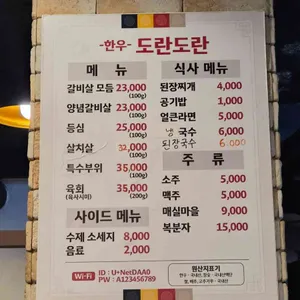 -한우- 도란도란
메 뉴
갈비살 모듬 23,000
(100g)
양념갈비살 23,000
(200g)
등심 25,000
(100g)
살치살 32,000
(100g)
특수부위 35,000
(100g)
육회 35,000
(육사시미) (200g)
사이드 메뉴
수제 소세지 8,000
음료 2,000
식사 메뉴
된장찌개 4,000
공기밥 1,000
얼큰라면 5,000
냉 국수 6,000
된장국수 6.000
주 류
소주 5,000
맥주 5,000
매실마을 9,000
복분자 15,000
Wi-Fi ID : U+NetDAA0
PW : A123456789
원산지표기